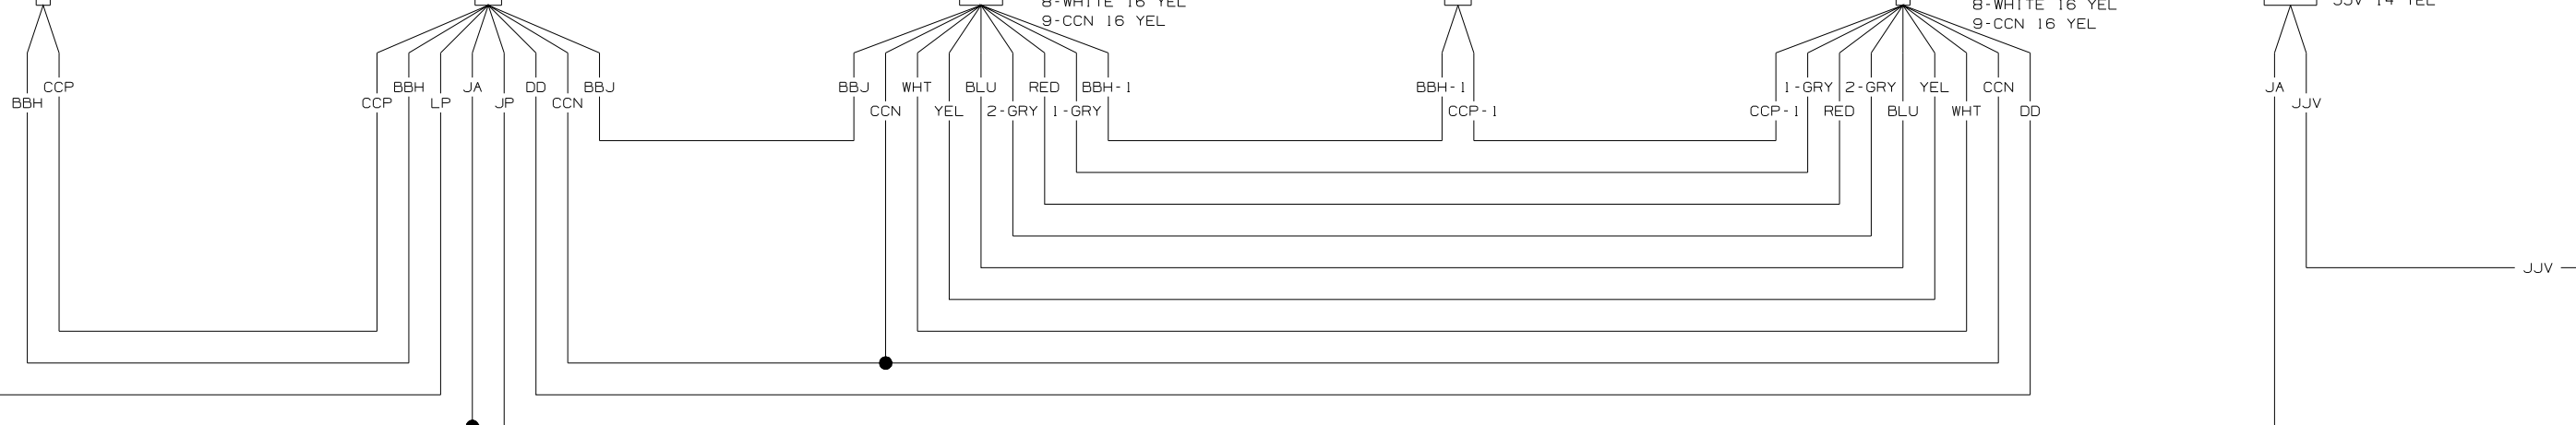 8-WHITE 16 YEL
9-CCN 16 YEL
8-WHITE 16 YEL
9-CCN 16 YEL
JJV 14 YEL
CCP
BBH
BBH JA DD BBJ
CCP LP JP CCN
BBJ WHT BLU RED BBH-1
CCN YEL 2-GRY 1-GRY
BBH-1
CCP-1
1-GRY 2-GRY YEL CCN
CCP-1 RED BLU WHT DD
JA
JJV
JJV